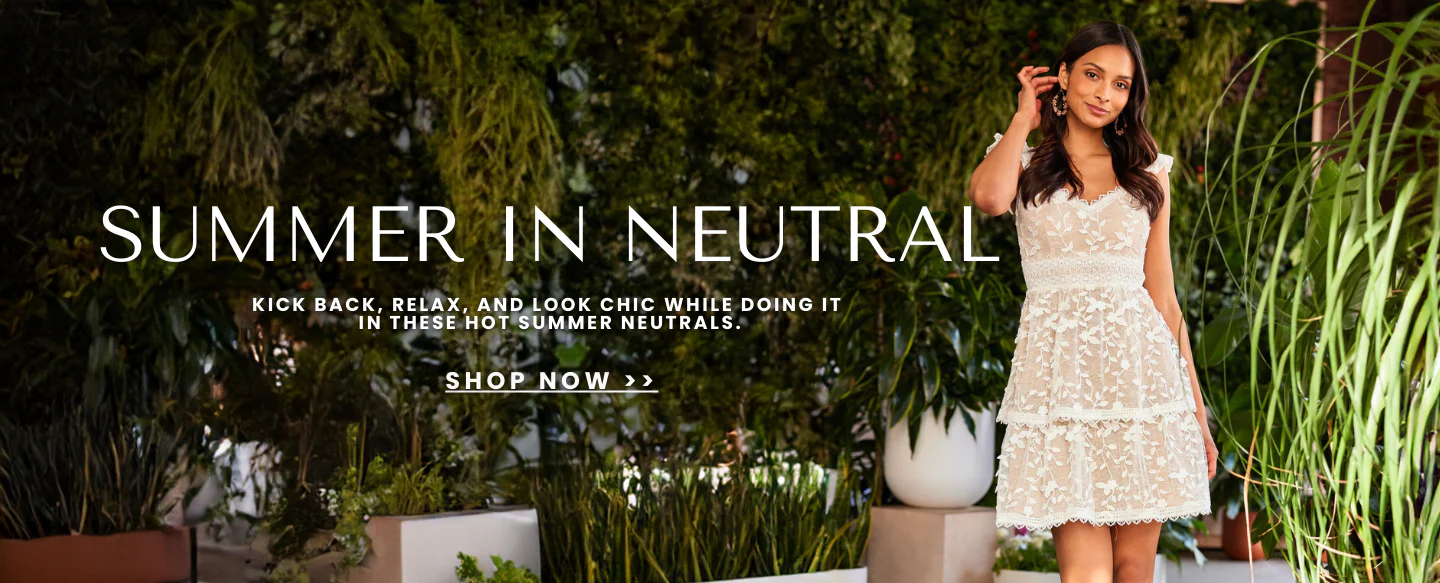 SUMMER IN NEUTRAL
KICK BACK, RELAX, AND LOOK CHIC WHILE DOING IT
IN THESE HOT SUMMER NEUTRALS.
SHOP NOW >>